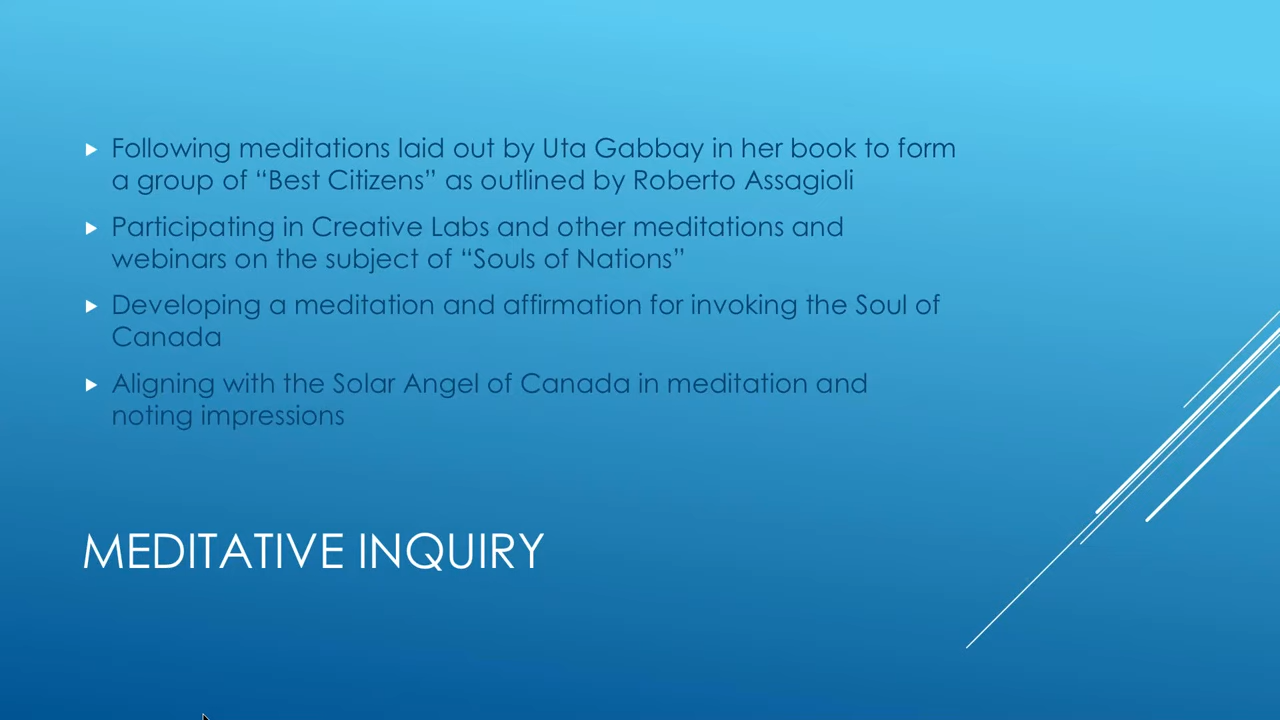 Following meditations laid out by Uta Gabbay in her book to form
a group of “Best Citizens” as outlined by Roberto Assagioli
Participating in Creative Labs and other meditations and
webinars on the subject of “Souls of Nations”
Developing a meditation and affirmation for invoking the Soul of
Canada
Aligning with the Solar Angel of Canada in meditation and
noting impressions
MEDITATIVE INQUIRY